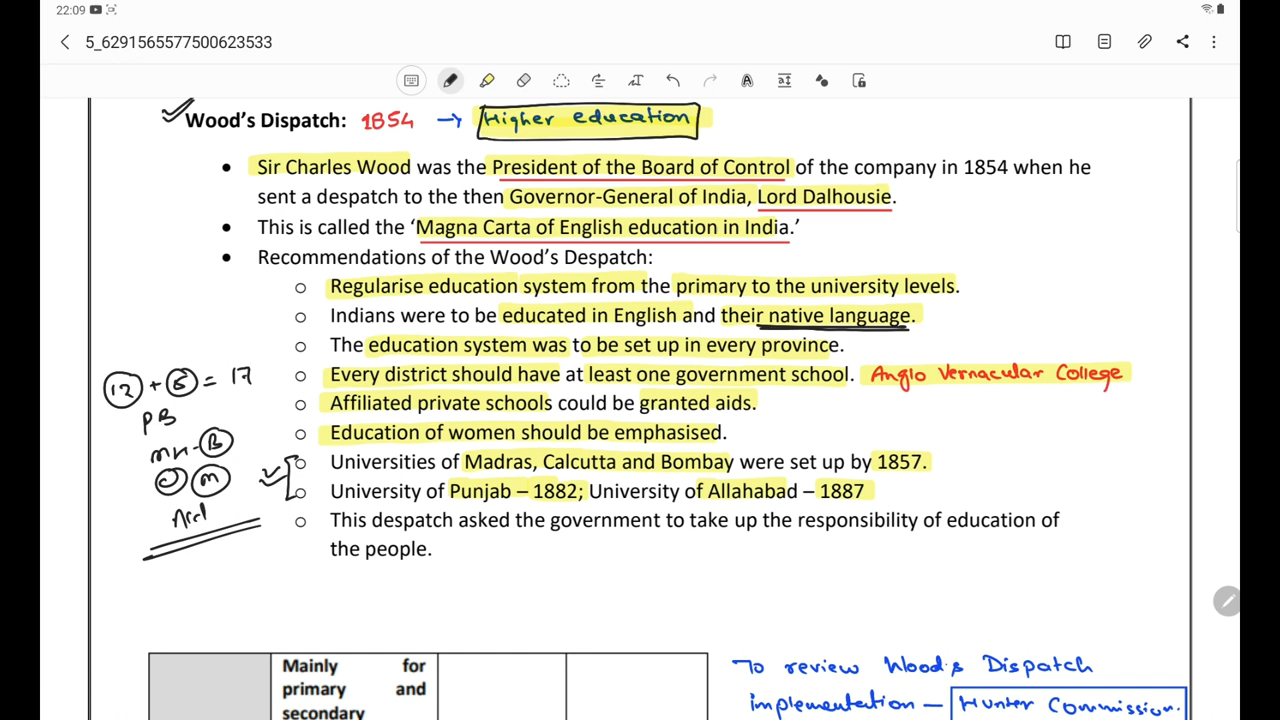 22:09
5_6291565577500623533
Wood's Dispatch: 1854 → Higher education
• Sir Charles Wood was the President of the Board of Control of the company in 1854 when he
sent a despatch to the then Governor-General of India, Lord Dalhousie.
• This is called the 'Magna Carta of English education in India.'
• Recommendations of the Wood's Despatch:
o Regularise education system from the primary to the university levels.
o Indians were to be educated in English and their native language.
o The education system was to be set up in every province.
o Every district should have at least one government school. Anglo Vernacular College
12 + 5 = 17
o Affiliated private schools could be granted aids.
PB
o Education of women should be emphasised.
MH - B
o Universities of Madras, Calcutta and Bombay were set up by 1857.
C M
o University of Punjab – 1882; University of Allahabad – 1887
o This despatch asked the government to take up the responsibility of education of
the people.
Mainly for
primary and
secondary
To review Wood's Dispatch
implementation — Hunter Commission.